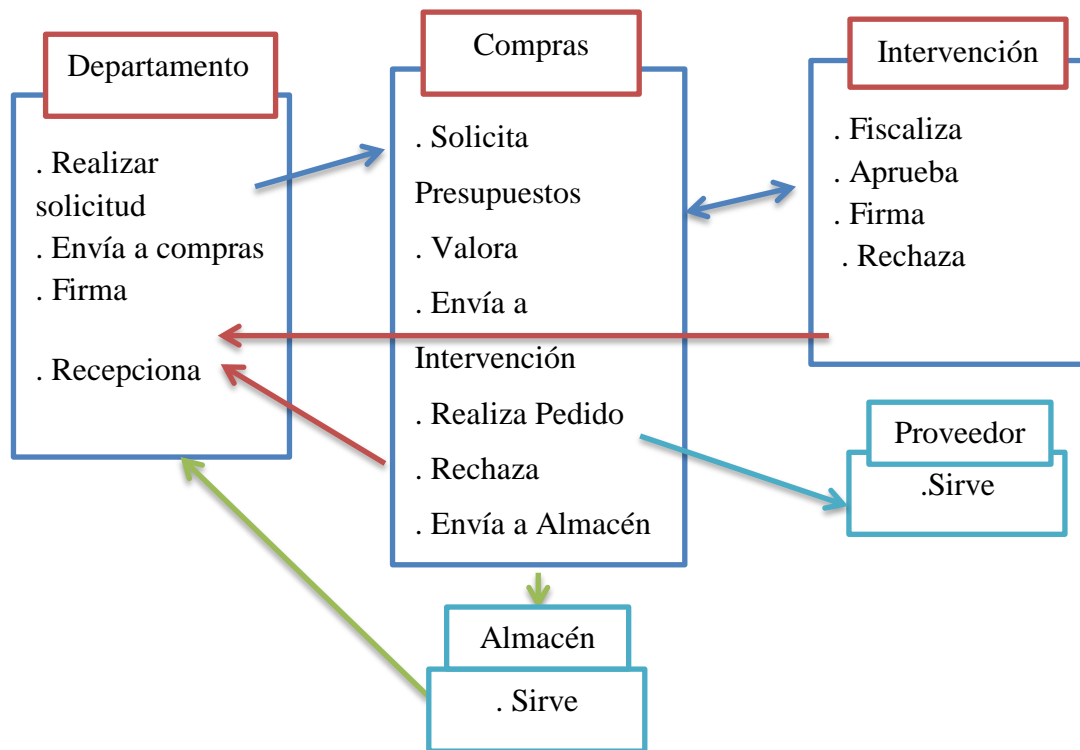 Departamento
. Realizar
solicitud
. Envía a compras
. Firma
. Recepciona
Compras
. Solicita
Presupuestos
. Valora
. Envía a
Intervención
. Realiza Pedido
. Rechaza
. Envía a Almacén
Intervención
. Fiscaliza
. Aprueba
. Firma
. Rechaza
Proveedor
.Sirve
Almacén
. Sirve